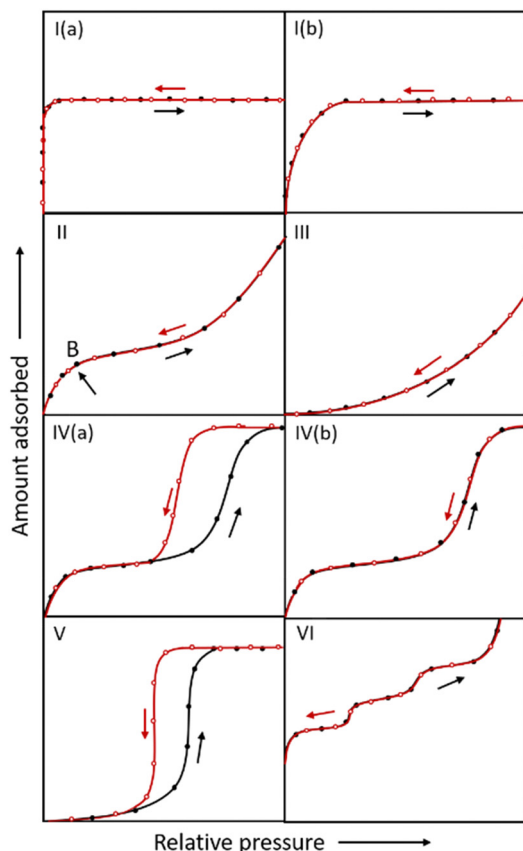 I(a)
I(b)
II
III
B
IV(a)
IV(b)
V
VI
Amount adsorbed
Relative pressure